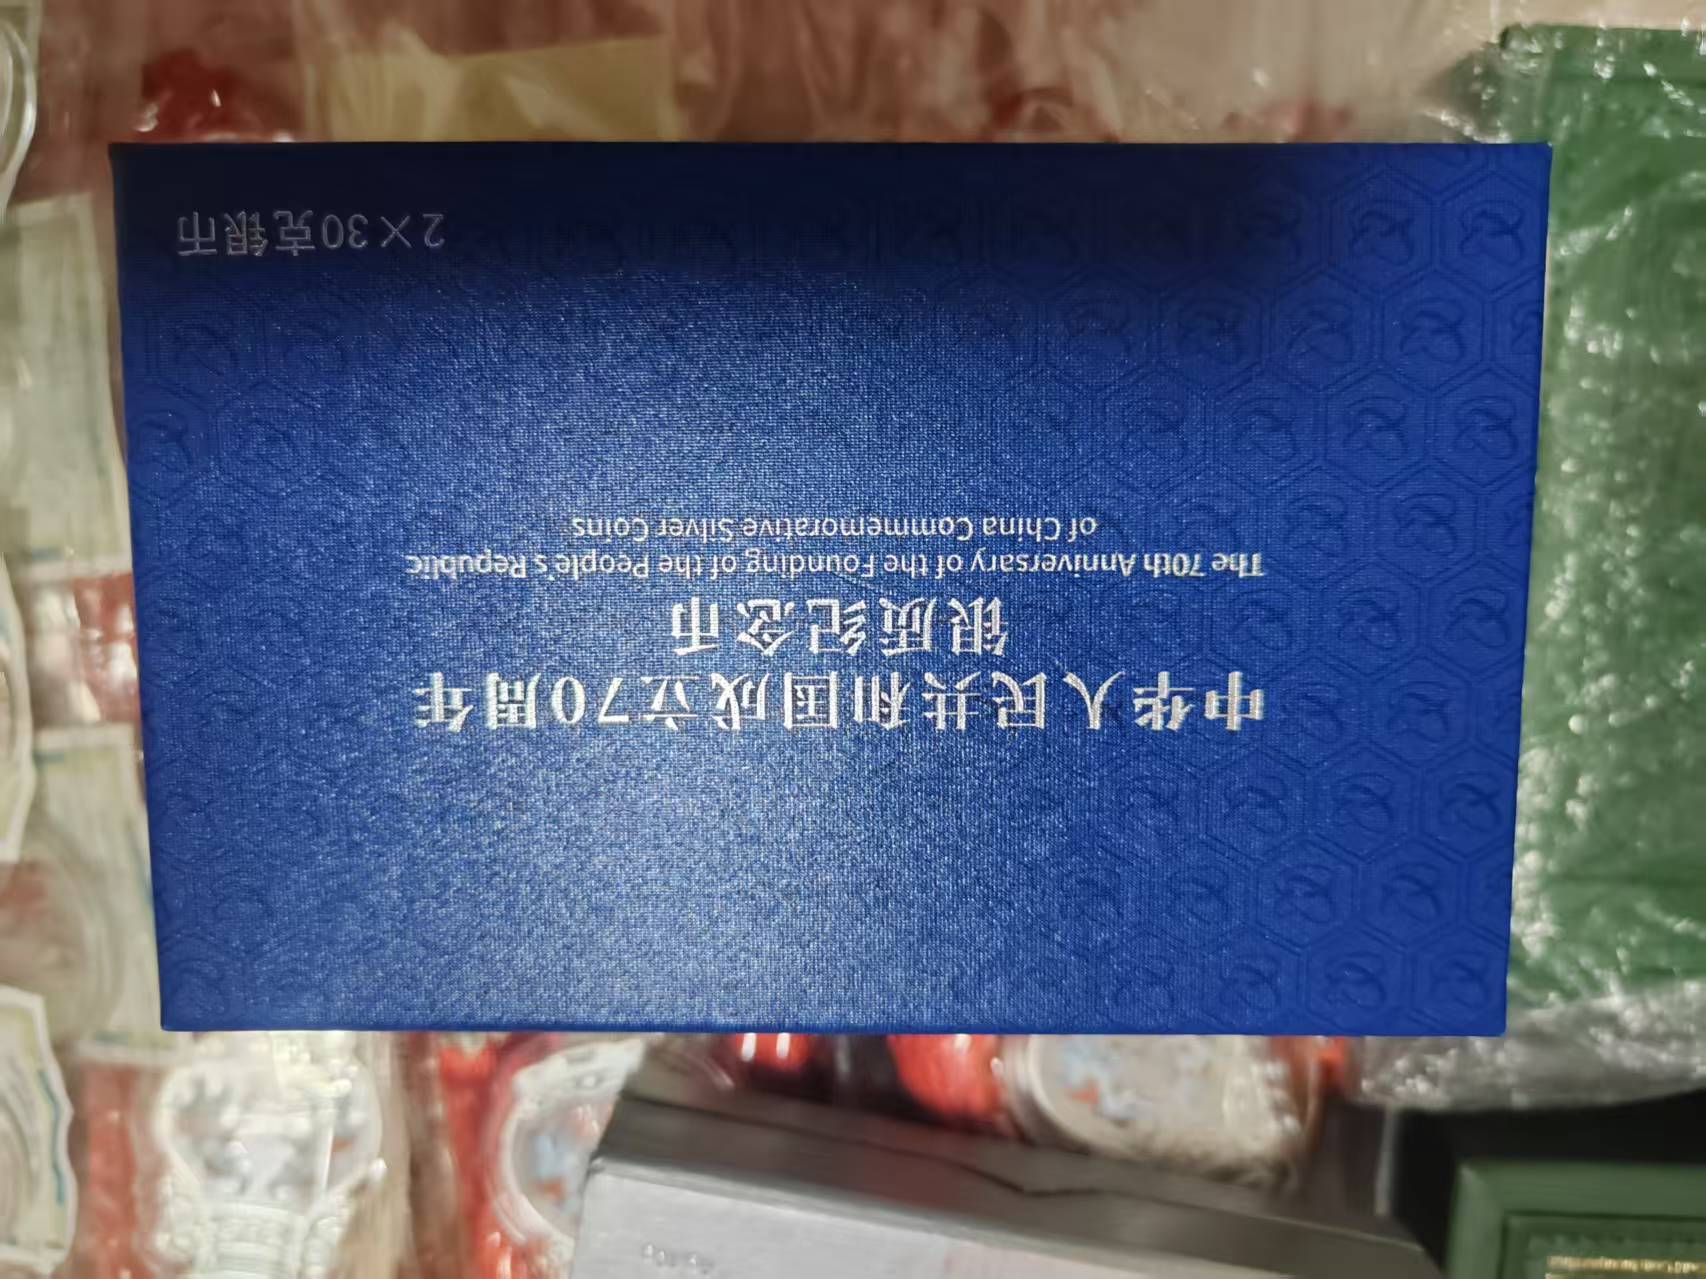 中华人民共和国成立70周年
银质纪念币
The 70th Anniversary of the Founding of the People's Republic
of China Commemorative Silver Coins
2×30克银币